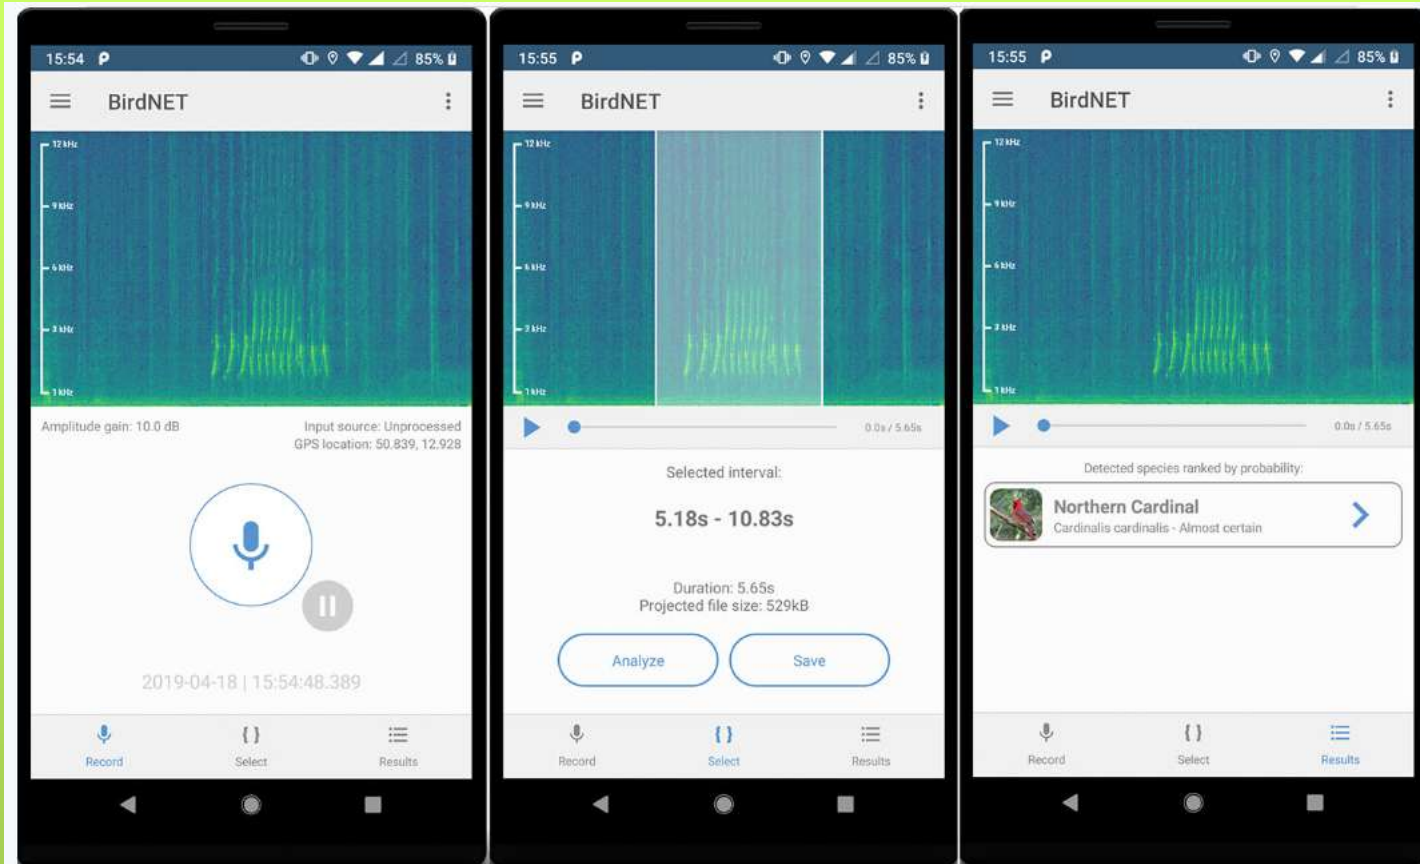 15:54
85%
BirdNET
12 kHz
9 kHz
6 kHz
3 kHz
1 kHz
Amplitude gain: 10.0 dB
Input source: Unprocessed
GPS location: 50.839, 12.928
2019-04-18 | 15:54:48.389
Record
Select
Results
15:55
85%
BirdNET
12 kHz
9 kHz
6 kHz
3 kHz
1 kHz
0.0s / 5.65s
Selected interval:
5.18s - 10.83s
Duration: 5.65s
Projected file size: 529kB
Analyze
Save
Record
Select
Results
15:55
85%
BirdNET
12 kHz
9 kHz
6 kHz
3 kHz
1 kHz
0.0s / 5.65s
Detected species ranked by probability:
Northern Cardinal
Cardinalis cardinalis - Almost certain
Record
Select
Results